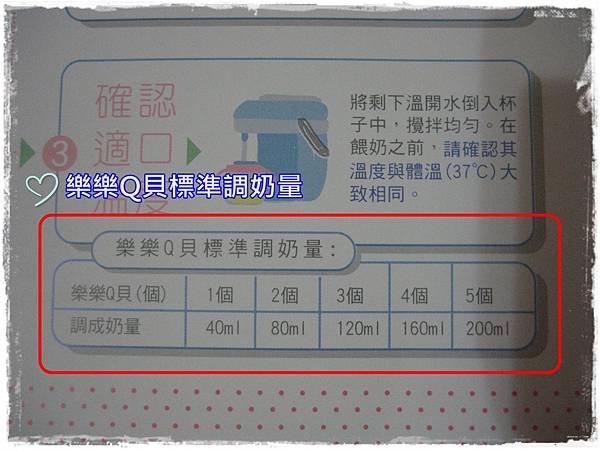 確認
3 適口
溫度
將剩下溫開水倒入杯
子中，攪拌均勻。在
餵奶之前，請確認其
溫度與體溫(37℃)大
致相同。
樂樂Q貝標準調奶量
樂樂Q貝標準調奶量:
樂樂Q貝(個) 1個 2個 3個 4個 5個
調成奶量 40ml 80ml 120ml 160ml 200ml